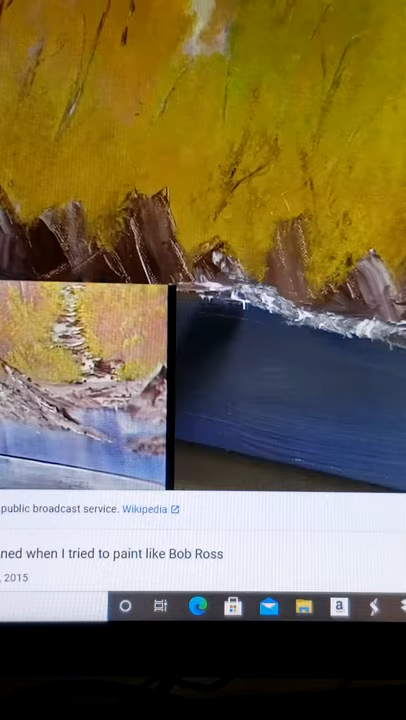 public broadcast service. Wikipedia
ned when I tried to paint like Bob Ross
, 2015
a